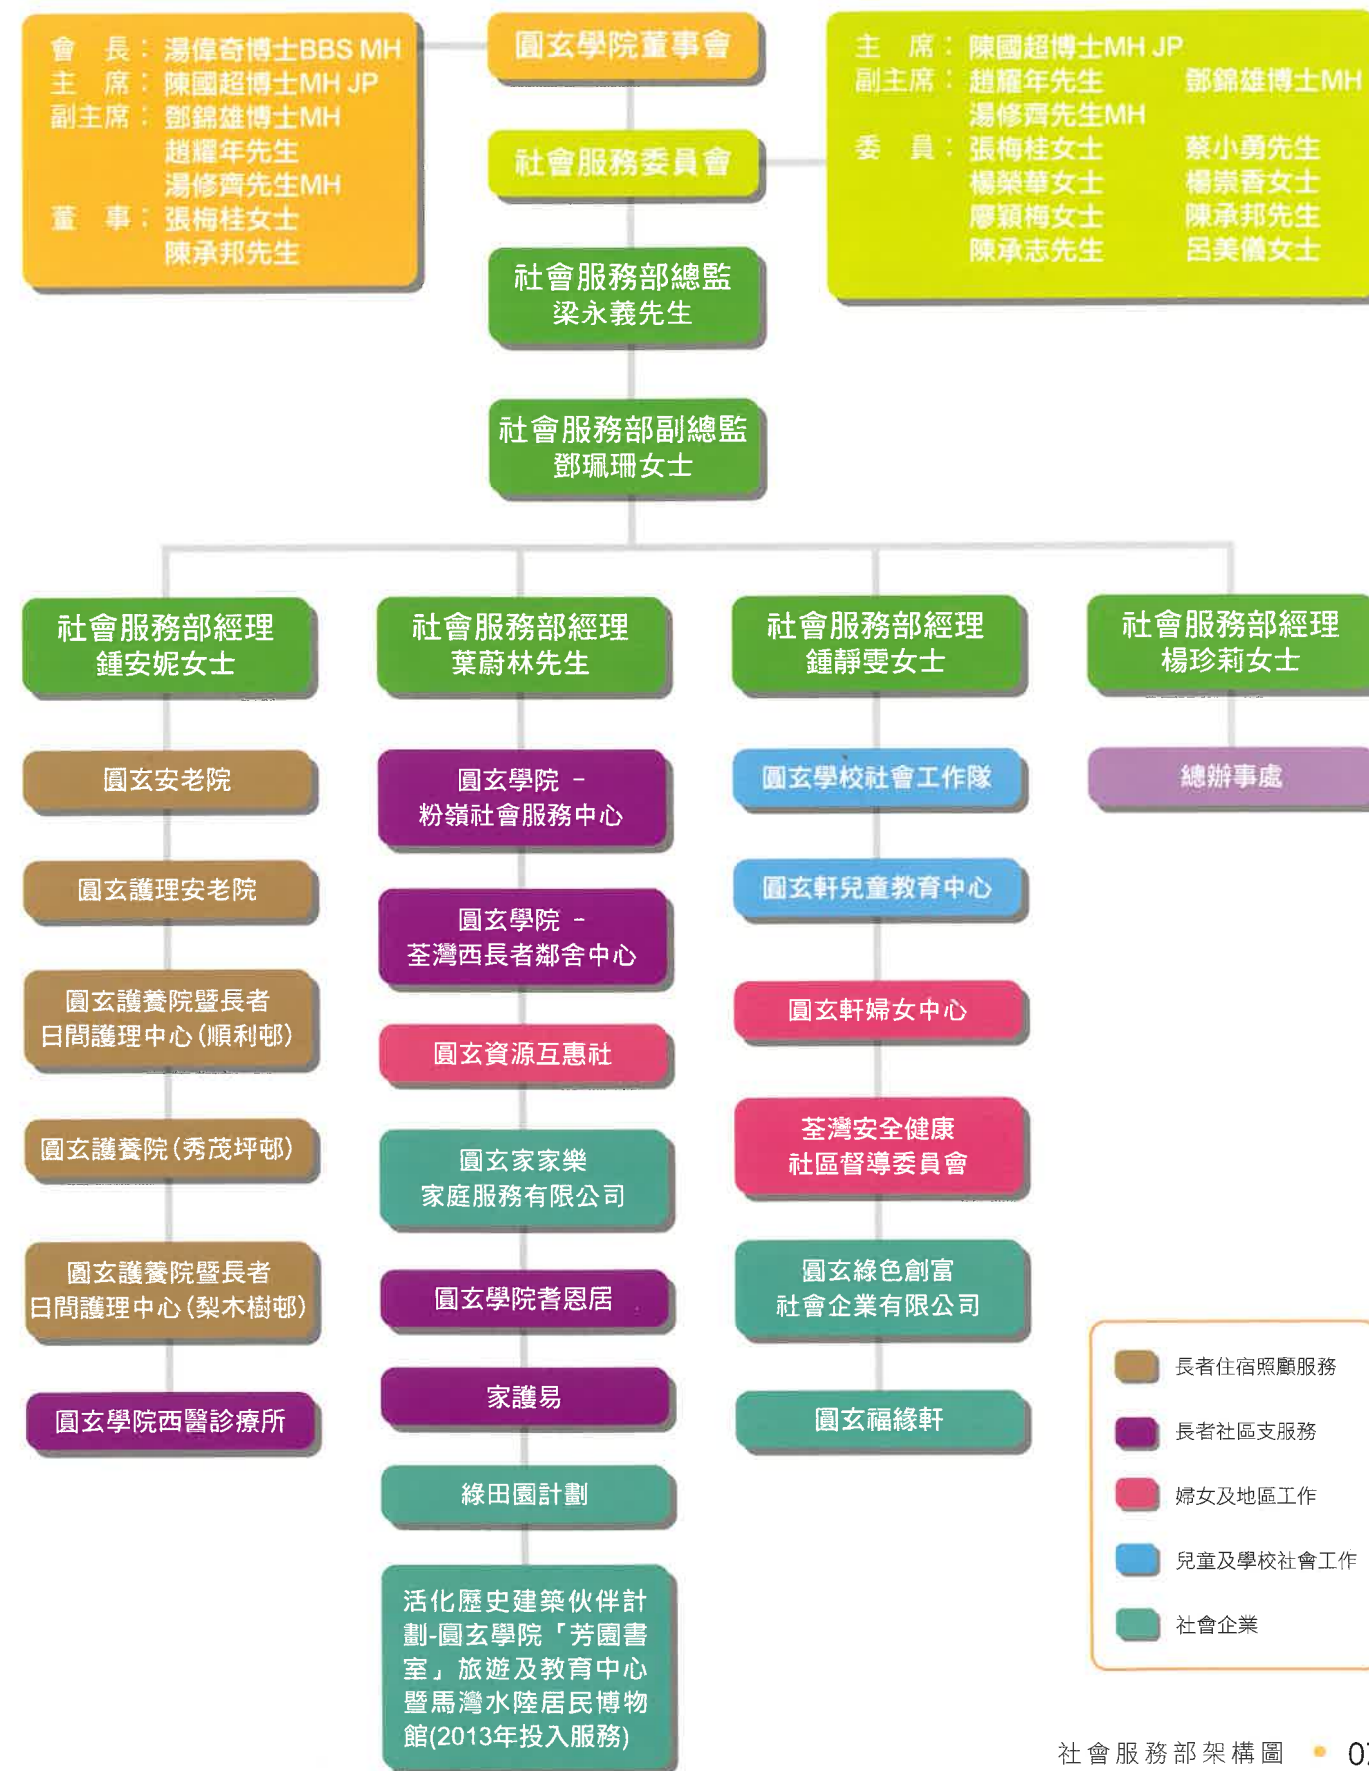 會　長：湯偉奇博士BBS MH
主　席：陳國超博士MH JP
副主席：鄧錦雄博士MH
趙耀年先生
湯修齊先生MH
董　事：張梅桂女士
陳承邦先生
圓玄學院董事會
社會服務委員會
主　席：陳國超博士MH JP
副主席：趙耀年先生　鄧錦雄博士MH
湯修齊先生MH
委　員：張梅桂女士　蔡小勇先生
楊榮華女士　楊崇香女士
廖穎梅女士　陳承邦先生
陳承志先生　呂美儀女士
社會服務部總監
梁永義先生
社會服務部副總監
鄧珮珊女士
社會服務部經理
鍾安妮女士
圓玄安老院
圓玄護理安老院
圓玄護養院暨長者
日間護理中心(順利邨)
圓玄護養院(秀茂坪邨)
圓玄護養院暨長者
日間護理中心(梨木樹邨)
圓玄學院西醫診療所
社會服務部經理
葉蔚林先生
圓玄學院 -
粉嶺社會服務中心
圓玄學院 -
荃灣西長者鄰舍中心
圓玄資源互惠社
圓玄家家樂
家庭服務有限公司
圓玄學院耆恩居
家護易
綠田園計劃
活化歷史建築伙伴計
劃-圓玄學院「芳園書
室」旅遊及教育中心
暨馬灣水陸居民博物
館(2013年投入服務)
社會服務部經理
鍾靜雯女士
圓玄學校社會工作隊
圓玄軒兒童教育中心
圓玄軒婦女中心
荃灣安全健康
社區督導委員會
圓玄綠色創富
社會企業有限公司
圓玄福緣軒
社會服務部經理
楊珍莉女士
總辦事處
長者住宿照顧服務
長者社區支服務
婦女及地區工作
兒童及學校社會工作
社會企業
社會服務部架構圖 •